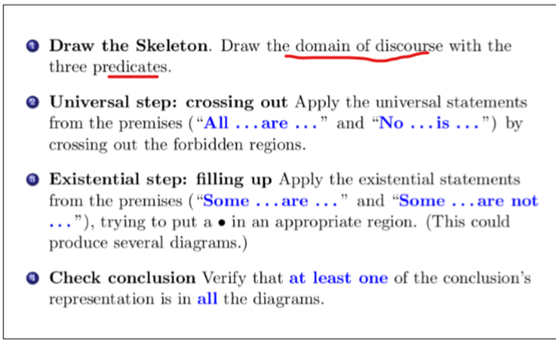 1 Draw the Skeleton. Draw the domain of discourse with the
three predicates.
2 Universal step: crossing out Apply the universal statements
from the premises (“All ...are ...” and “No ...is ...”) by
crossing out the forbidden regions.
3 Existential step: filling up Apply the existential statements
from the premises (“Some ...are ...” and “Some ...are not
...”), trying to put a • in an appropriate region. (This could
produce several diagrams.)
4 Check conclusion Verify that at least one of the conclusion’s
representation is in all the diagrams.